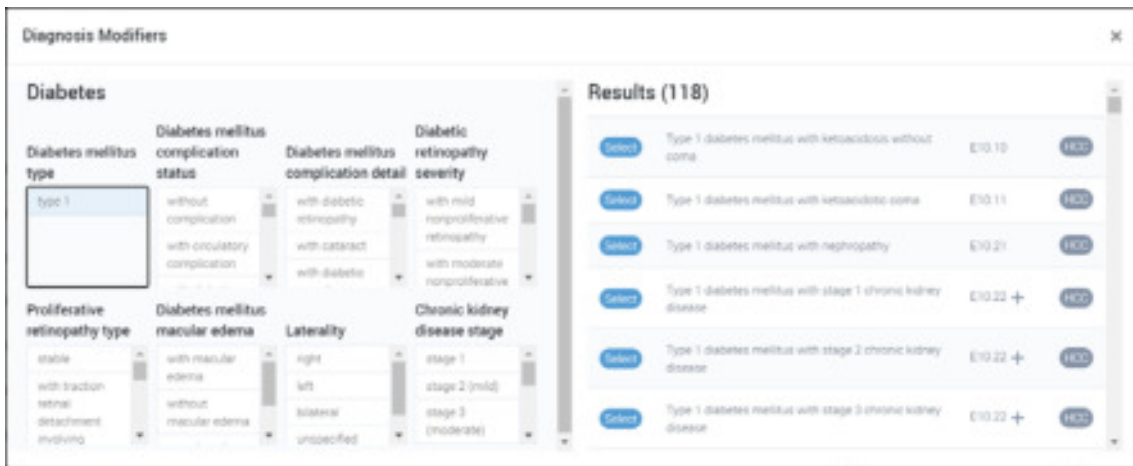 Diagnosis Modifiers
×
Diabetes
Diabetes mellitus
type
type 1
Diabetes mellitus
complication
status
without
complication
with circulatory
complication
Diabetes mellitus
complication detail
with diabetic
retinopathy
with cataract
with diabetic
Diabetic
retinopathy
severity
with mild
nonproliferative
retinopathy
with moderate
nonproliferative
Proliferative
retinopathy type
stable
with traction
retinal
detachment
involving
Diabetes mellitus
macular edema
with macular
edema
without
macular edema
Laterality
right
left
bilateral
unspecified
Chronic kidney
disease stage
stage 1
stage 2 (mild)
stage 3
(moderate)
Results (118)
Select Type 1 diabetes mellitus with ketoacidosis without E10.10 HCC
coma
Select Type 1 diabetes mellitus with ketoacidotic coma E10.11 HCC
Select Type 1 diabetes mellitus with nephropathy E10.21 HCC
Select Type 1 diabetes mellitus with stage 1 chronic kidney E10.22 + HCC
disease
Select Type 1 diabetes mellitus with stage 2 chronic kidney E10.22 + HCC
disease
Select Type 1 diabetes mellitus with stage 3 chronic kidney E10.22 + HCC
disease